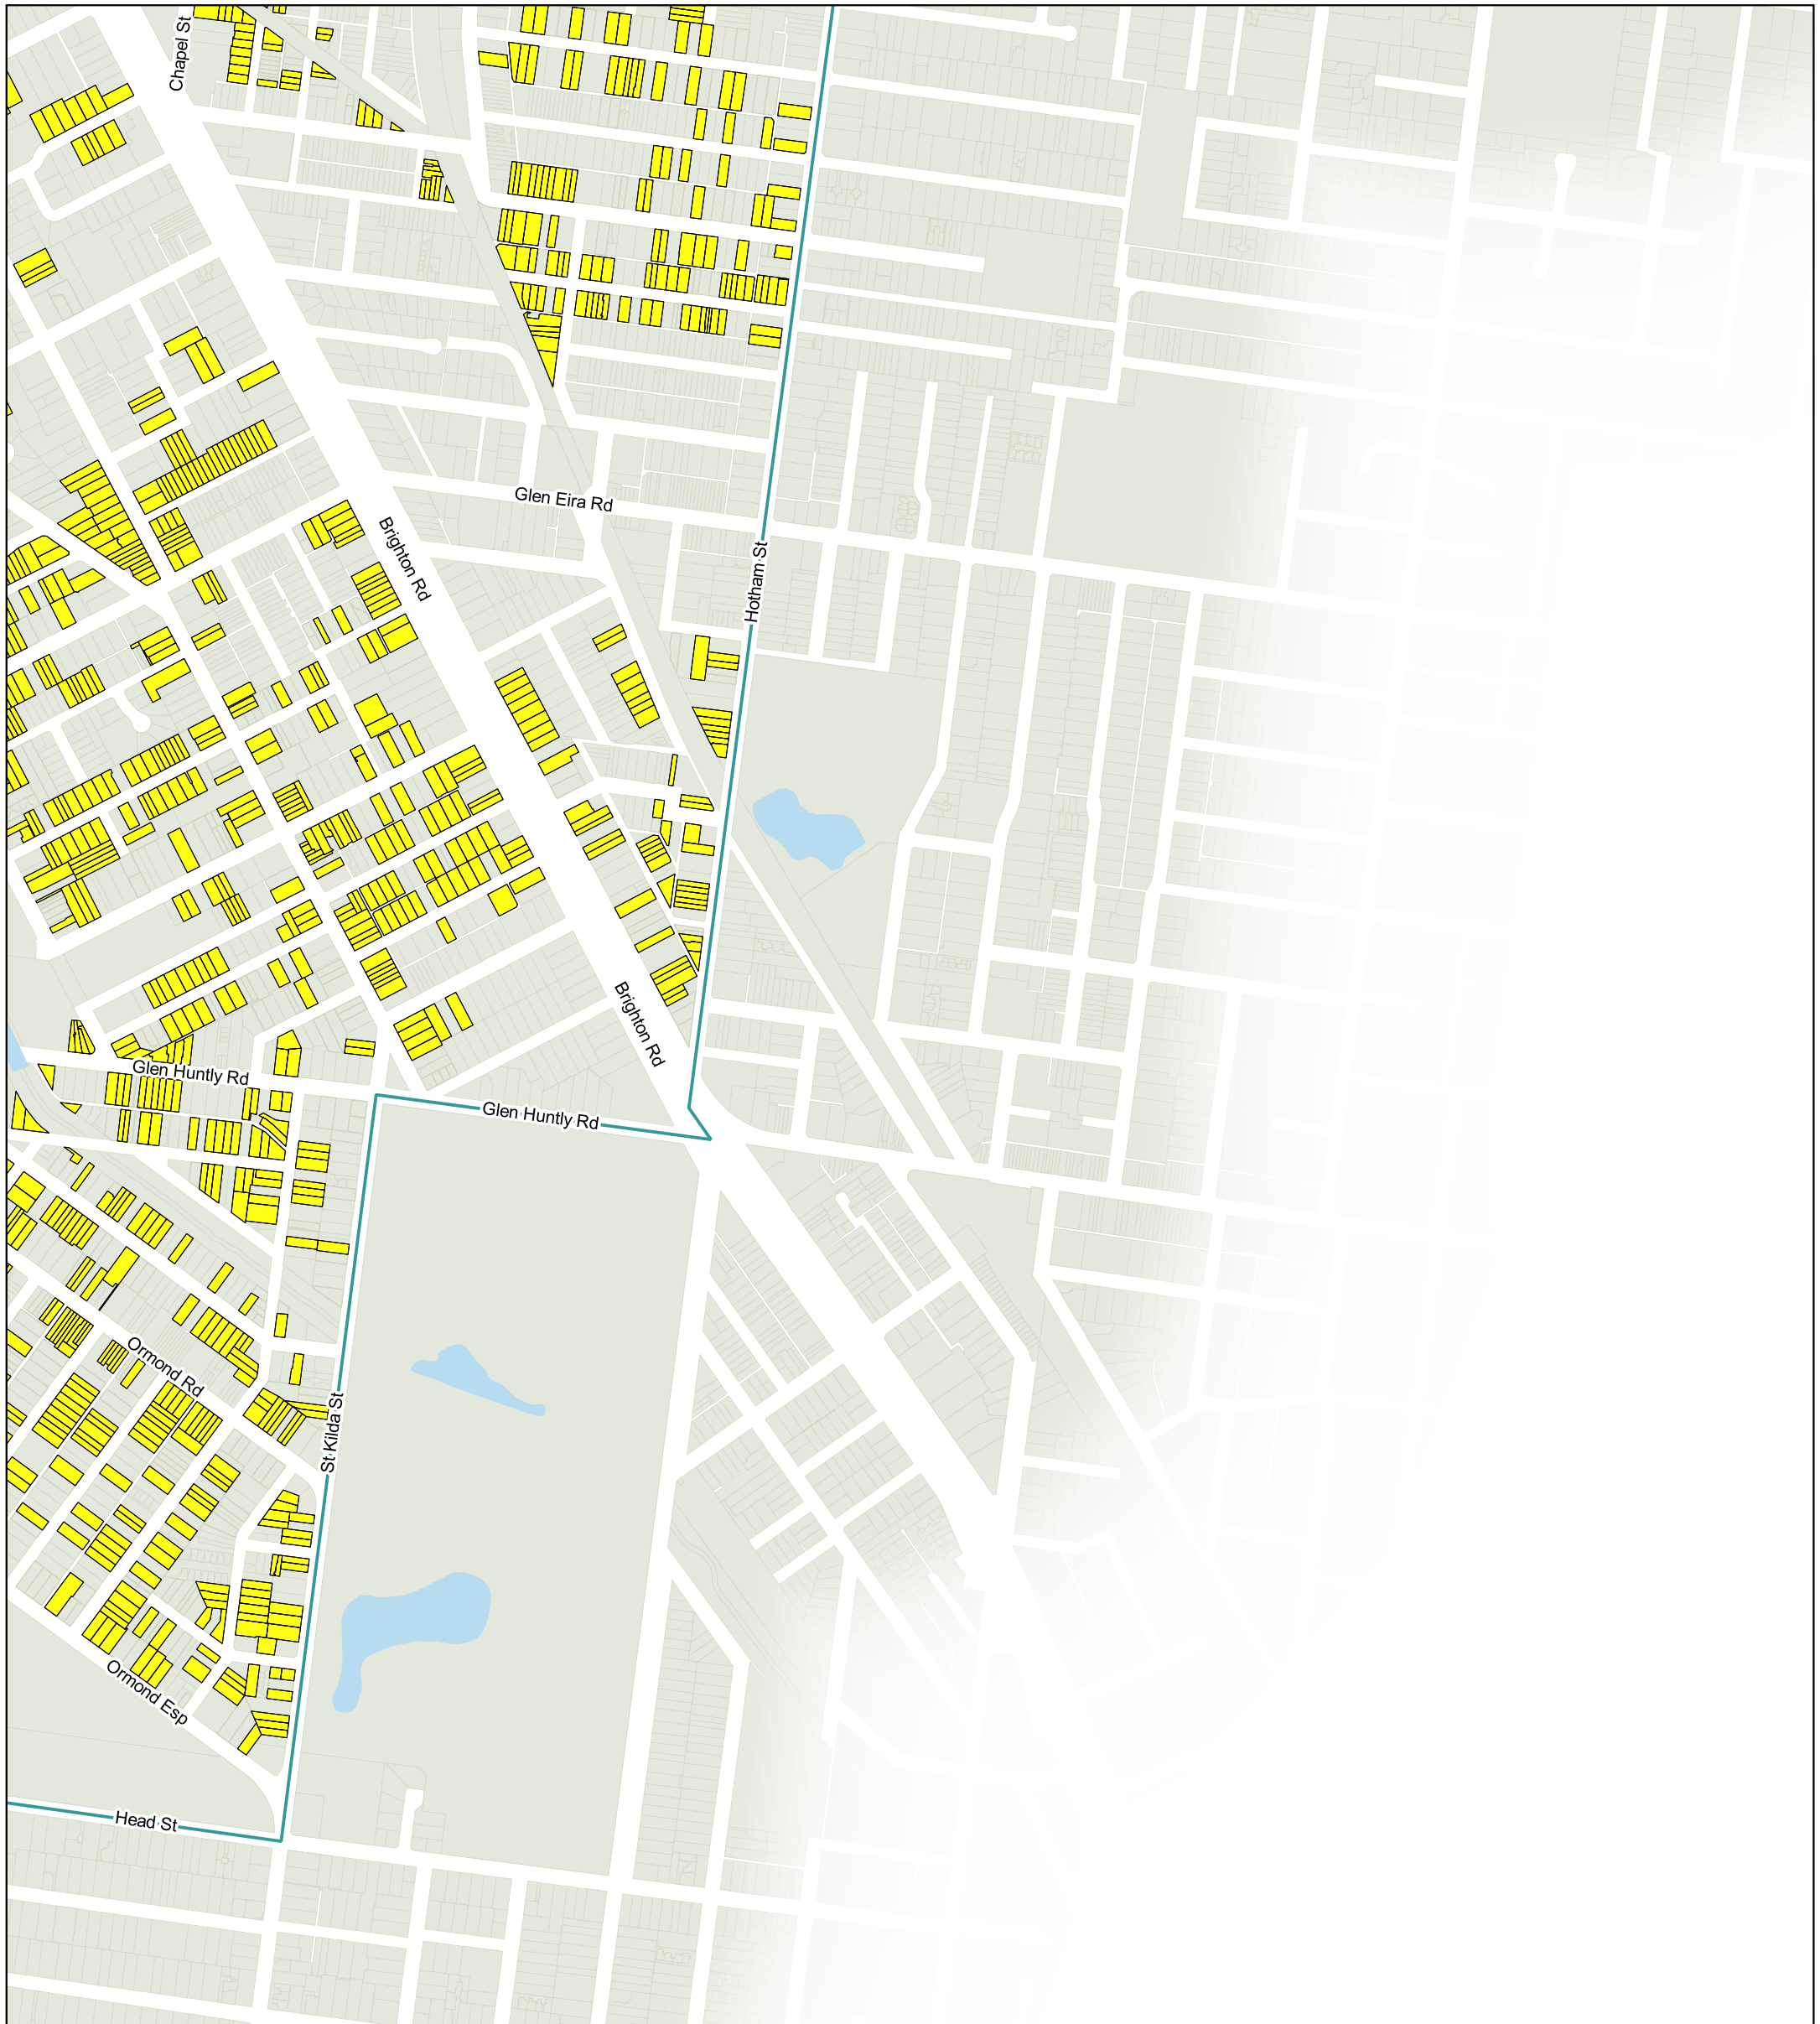 Chapel St
Glen Eira Rd
Brighton Rd
Hotham St
Brighton Rd
Glen Huntly Rd
Glen Huntly Rd
Ormond Rd
St Kilda St
Ormond Esp
Head St